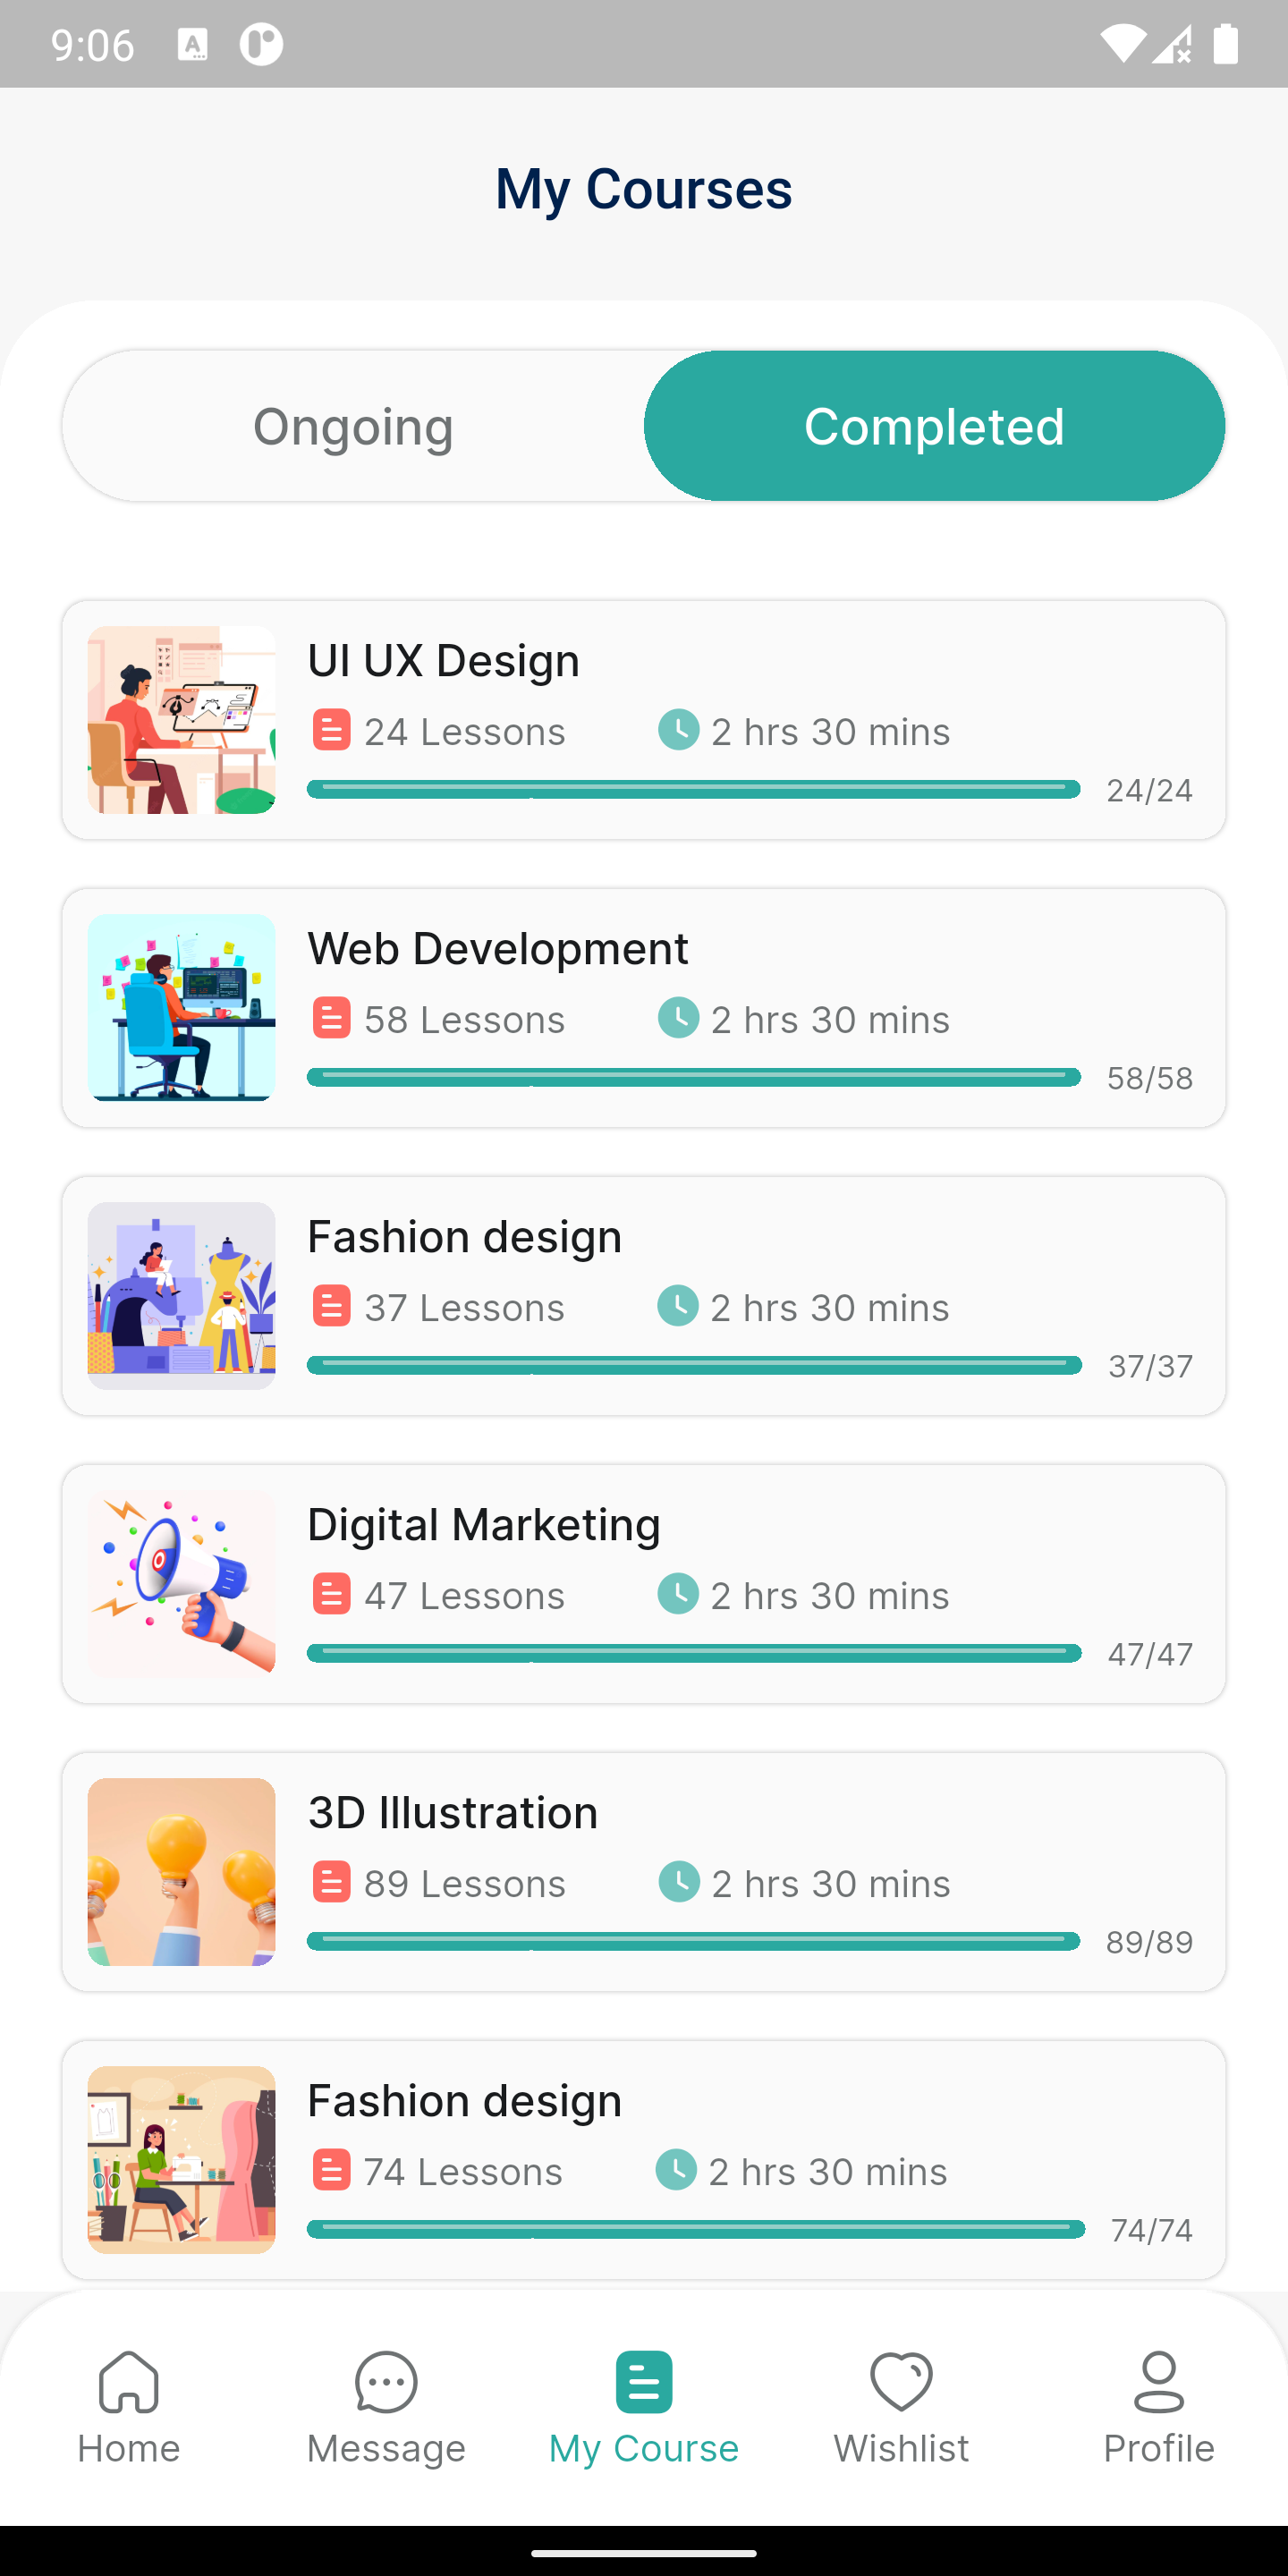 9:06
My Courses
Ongoing
Completed
UI UX Design
24 Lessons
2 hrs 30 mins
24/24
Web Development
58 Lessons
2 hrs 30 mins
58/58
Fashion design
37 Lessons
2 hrs 30 mins
37/37
Digital Marketing
47 Lessons
2 hrs 30 mins
47/47
3D Illustration
89 Lessons
2 hrs 30 mins
89/89
Fashion design
74 Lessons
2 hrs 30 mins
74/74
Home
Message
My Course
Wishlist
Profile